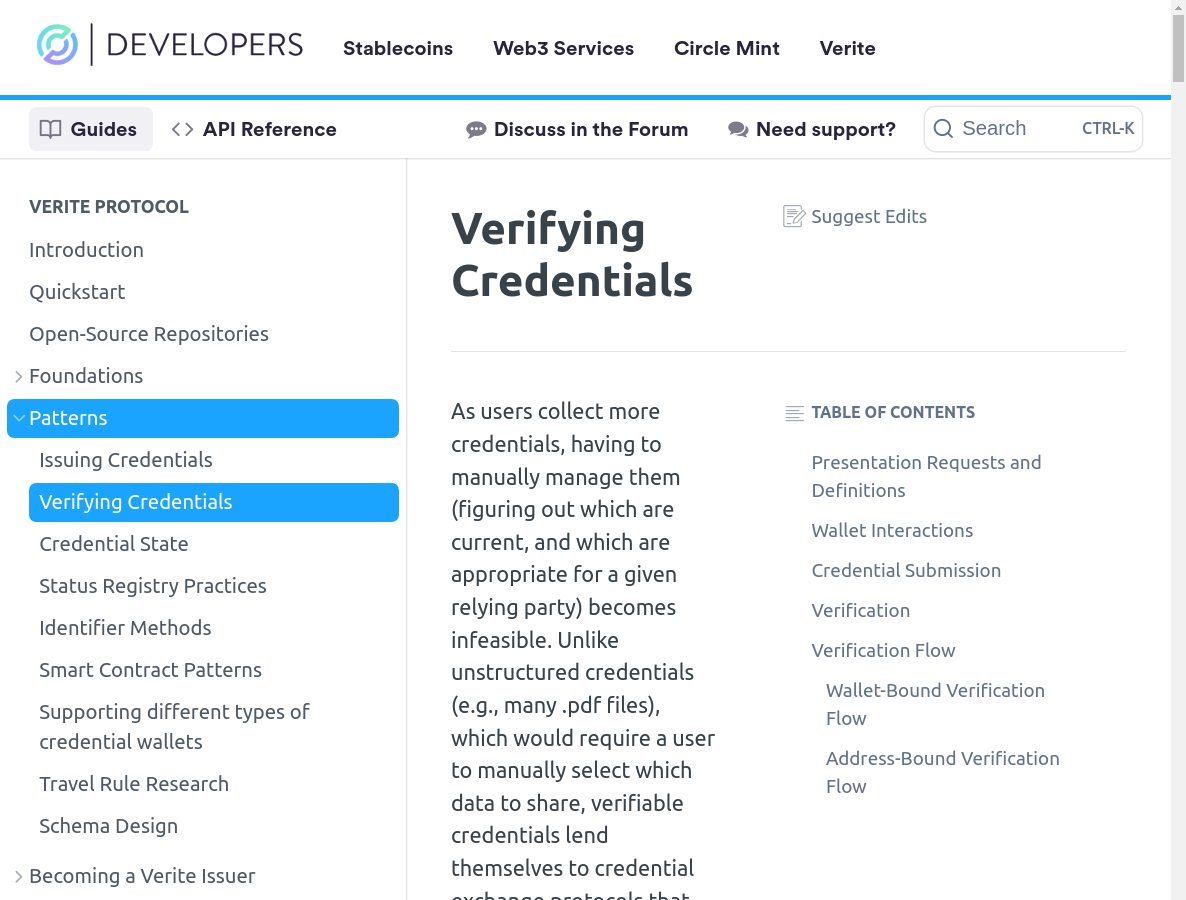 DEVELOPERS Stablecoins Web3 Services Circle Mint Verite
Guides API Reference Discuss in the Forum Need support? Search CTRL-K
VERITE PROTOCOL
Introduction
Quickstart
Open-Source Repositories
Foundations
Patterns
Issuing Credentials
Verifying Credentials
Credential State
Status Registry Practices
Identifier Methods
Smart Contract Patterns
Supporting different types of
credential wallets
Travel Rule Research
Schema Design
Becoming a Verite Issuer
Verifying
Credentials
Suggest Edits
As users collect more
credentials, having to
manually manage them
(figuring out which are
current, and which are
appropriate for a given
relying party) becomes
infeasible. Unlike
unstructured credentials
(e.g., many .pdf files),
which would require a user
to manually select which
data to share, verifiable
credentials lend
themselves to credential
exchange protocols that
TABLE OF CONTENTS
Presentation Requests and
Definitions
Wallet Interactions
Credential Submission
Verification
Verification Flow
Wallet-Bound Verification
Flow
Address-Bound Verification
Flow